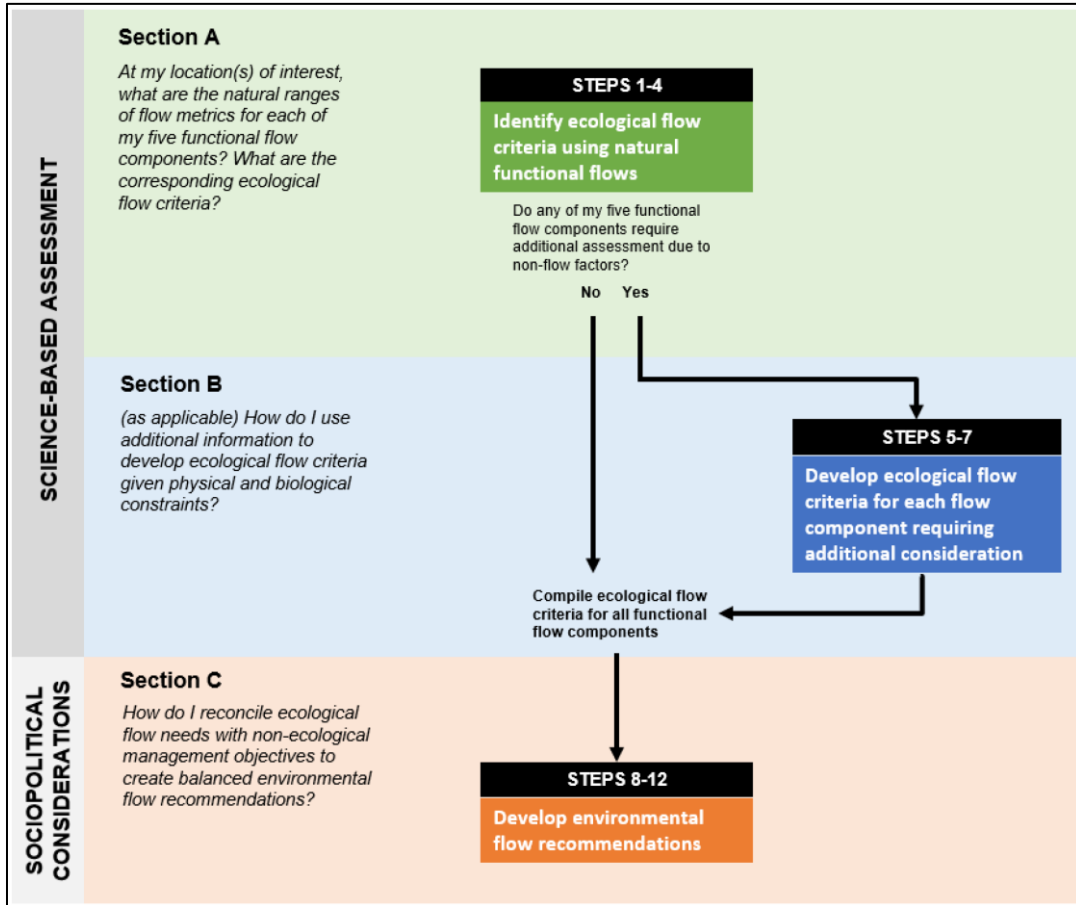 SCIENCE-BASED ASSESSMENT
Section A
At my location(s) of interest,
what are the natural ranges
of flow metrics for each of
my five functional flow
components? What are the
corresponding ecological
flow criteria?
STEPS 1-4
Identify ecological flow
criteria using natural
functional flows
Do any of my five functional
flow components require
additional assessment due to
non-flow factors?
No Yes
Section B
(as applicable) How do I use
additional information to
develop ecological flow criteria
given physical and biological
constraints?
STEPS 5-7
Develop ecological flow
criteria for each flow
component requiring
additional consideration
Compile ecological flow
criteria for all functional
flow components
SOCIOPOLITICAL
CONSIDERATIONS
Section C
How do I reconcile ecological
flow needs with non-ecological
management objectives to
create balanced environmental
flow recommendations?
STEPS 8-12
Develop environmental
flow recommendations